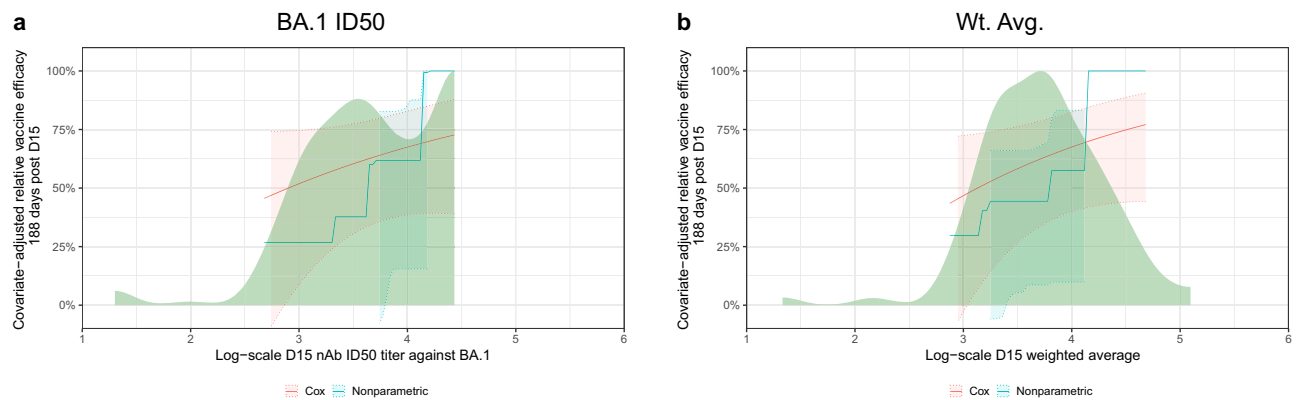 a
BA.1 ID50
Covariate−adjusted relative vaccine efficacy
188 days post D15
100%
75%
50%
25%
0%
1 2 3 4 5 6
Log−scale D15 nAb ID50 titer against BA.1
Cox Nonparametric
b
Wt. Avg.
Covariate−adjusted relative vaccine efficacy
188 days post D15
100%
75%
50%
25%
0%
1 2 3 4 5 6
Log−scale D15 weighted average
Cox Nonparametric